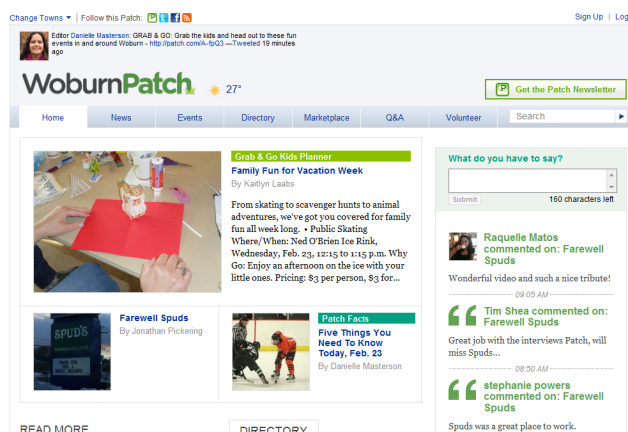 Change Towns
Follow this Patch:
Sign Up | Log
Editor Danielle Masterson: GRAB & GO: Grab the kids and head out to these fun
events in and around Woburn - http://patch.com/A-fpQ3 —Tweeted 19 minutes
ago
WoburnPatch
27°
Get the Patch Newsletter
Home
News
Events
Directory
Marketplace
Q&A
Volunteer
Search
Grab & Go Kids Planner
Family Fun for Vacation Week
By Kaitlyn Laabs
From skating to scavenger hunts to animal
adventures, we've got you covered for family
fun all week long. • Public Skating
Where/When: Ned O'Brien Ice Rink,
Wednesday, Feb. 23, 12:15 to 1:15 p.m. Why
Go: Enjoy an afternoon on the ice with your
little ones. Pricing: $3 per person, $3 for...
SPUD'S
Farewell Spuds
By Jonathan Pickering
Patch Facts
Five Things You
Need To Know
Today, Feb. 23
By Danielle Masterson
READ MORE
DIRECTORY
What do you have to say?
Submit
160 characters left
Raquelle Matos
commented on: Farewell
Spuds
Wonderful video and such a nice tribute!
09:05 AM
Tim Shea commented on:
Farewell Spuds
Great job with the interviews Patch, will
miss Spuds...
08:50 AM
stephanie powers
commented on: Farewell
Spuds
Spuds was a great place to work.